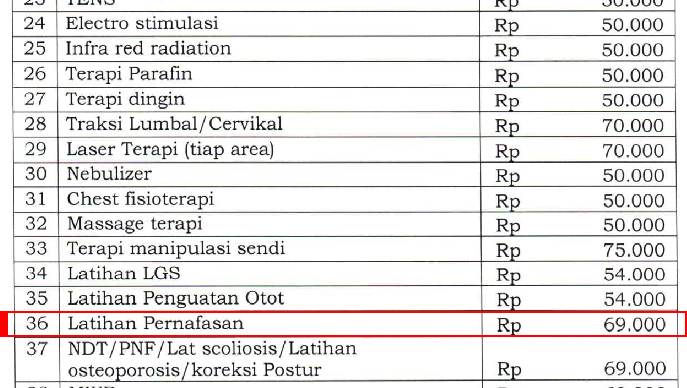 23 TENS Rp 50.000
24 Electro stimulasi Rp 50.000
25 Infra red radiation Rp 50.000
26 Terapi Parafin Rp 50.000
27 Terapi dingin Rp 50.000
28 Traksi Lumbal/Cervikal Rp 70.000
29 Laser Terapi (tiap area) Rp 70.000
30 Nebulizer Rp 50.000
31 Chest fisioterapi Rp 50.000
32 Massage terapi Rp 50.000
33 Terapi manipulasi sendi Rp 75.000
34 Latihan LGS Rp 54.000
35 Latihan Penguatan Otot Rp 54.000
36 Latihan Pernafasan Rp 69.000
37 NDT/PNF/Lat scoliosis/Latihan
osteoporosis/koreksi Postur Rp 69.000